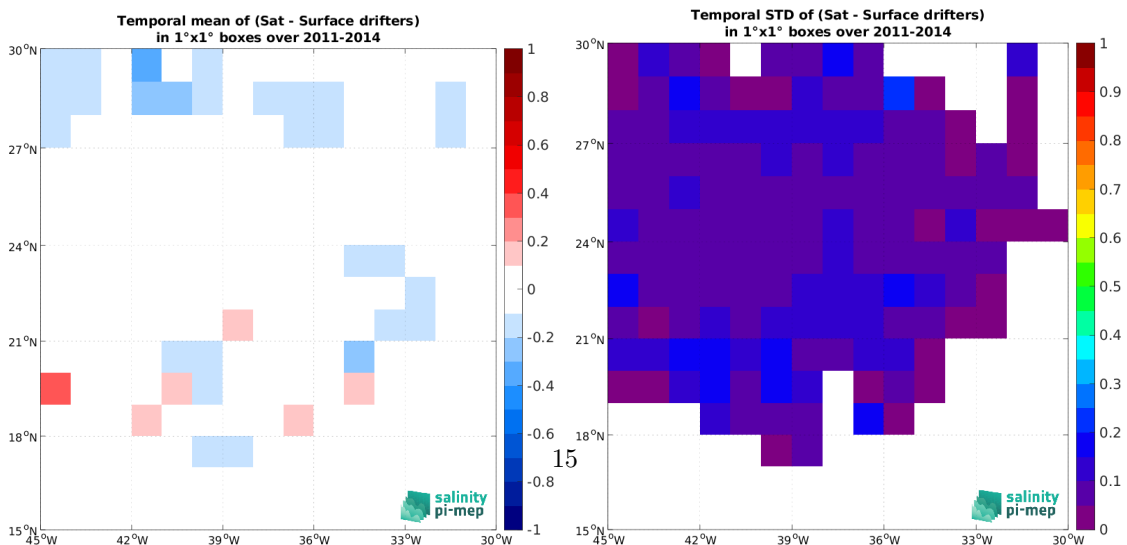 Temporal mean of (Sat - Surface drifters)
in 1°x1° boxes over 2011-2014
30°N
27°N
24°N
21°N
18°N
15°N
45°W 42°W 39°W 36°W 33°W 30°W
1
0.8
0.6
0.4
0.2
0
-0.2
-0.4
-0.6
-0.8
-1
salinity
pi-mep
Temporal STD of (Sat - Surface drifters)
in 1°x1° boxes over 2011-2014
30°N
27°N
24°N
21°N
18°N
15°N
45°W 42°W 39°W 36°W 33°W 30°W
1
0.9
0.8
0.7
0.6
0.5
0.4
0.3
0.2
0.1
0
salinity
pi-mep
15